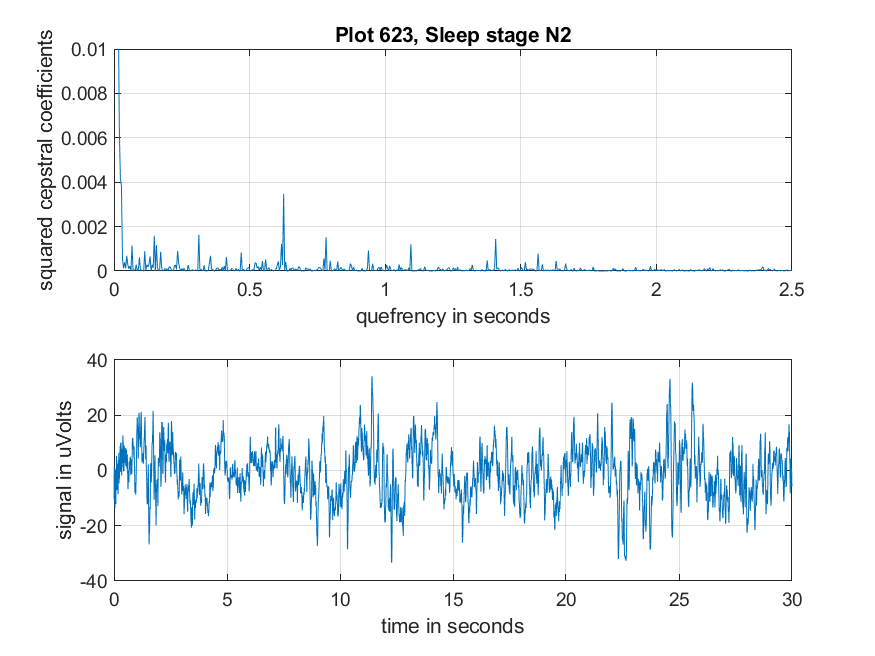 Plot 623, Sleep stage N2
squared cepstral coefficients
0.01
0.008
0.006
0.004
0.002
0
0 0.5 1 1.5 2 2.5
quefrency in seconds
signal in uVolts
40
20
0
-20
-40
0 5 10 15 20 25 30
time in seconds